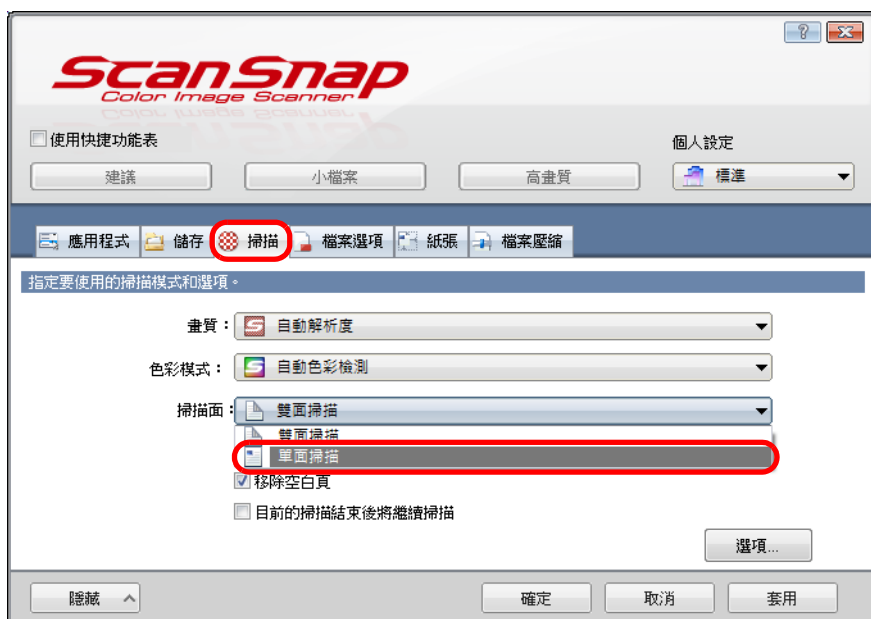 ScanSnap
Color Image Scanner
使用快捷功能表
個人設定
建議 小檔案 高畫質 標準
應用程式 儲存 掃描 檔案選項 紙張 檔案壓縮
指定要使用的掃描模式和選項。
畫質： 自動解析度
色彩模式： 自動色彩檢測
掃描面： 雙面掃描
雙面掃描
單面掃描
移除空白頁
目前的掃描結束後將繼續掃描
選項...
隱藏 確定 取消 套用